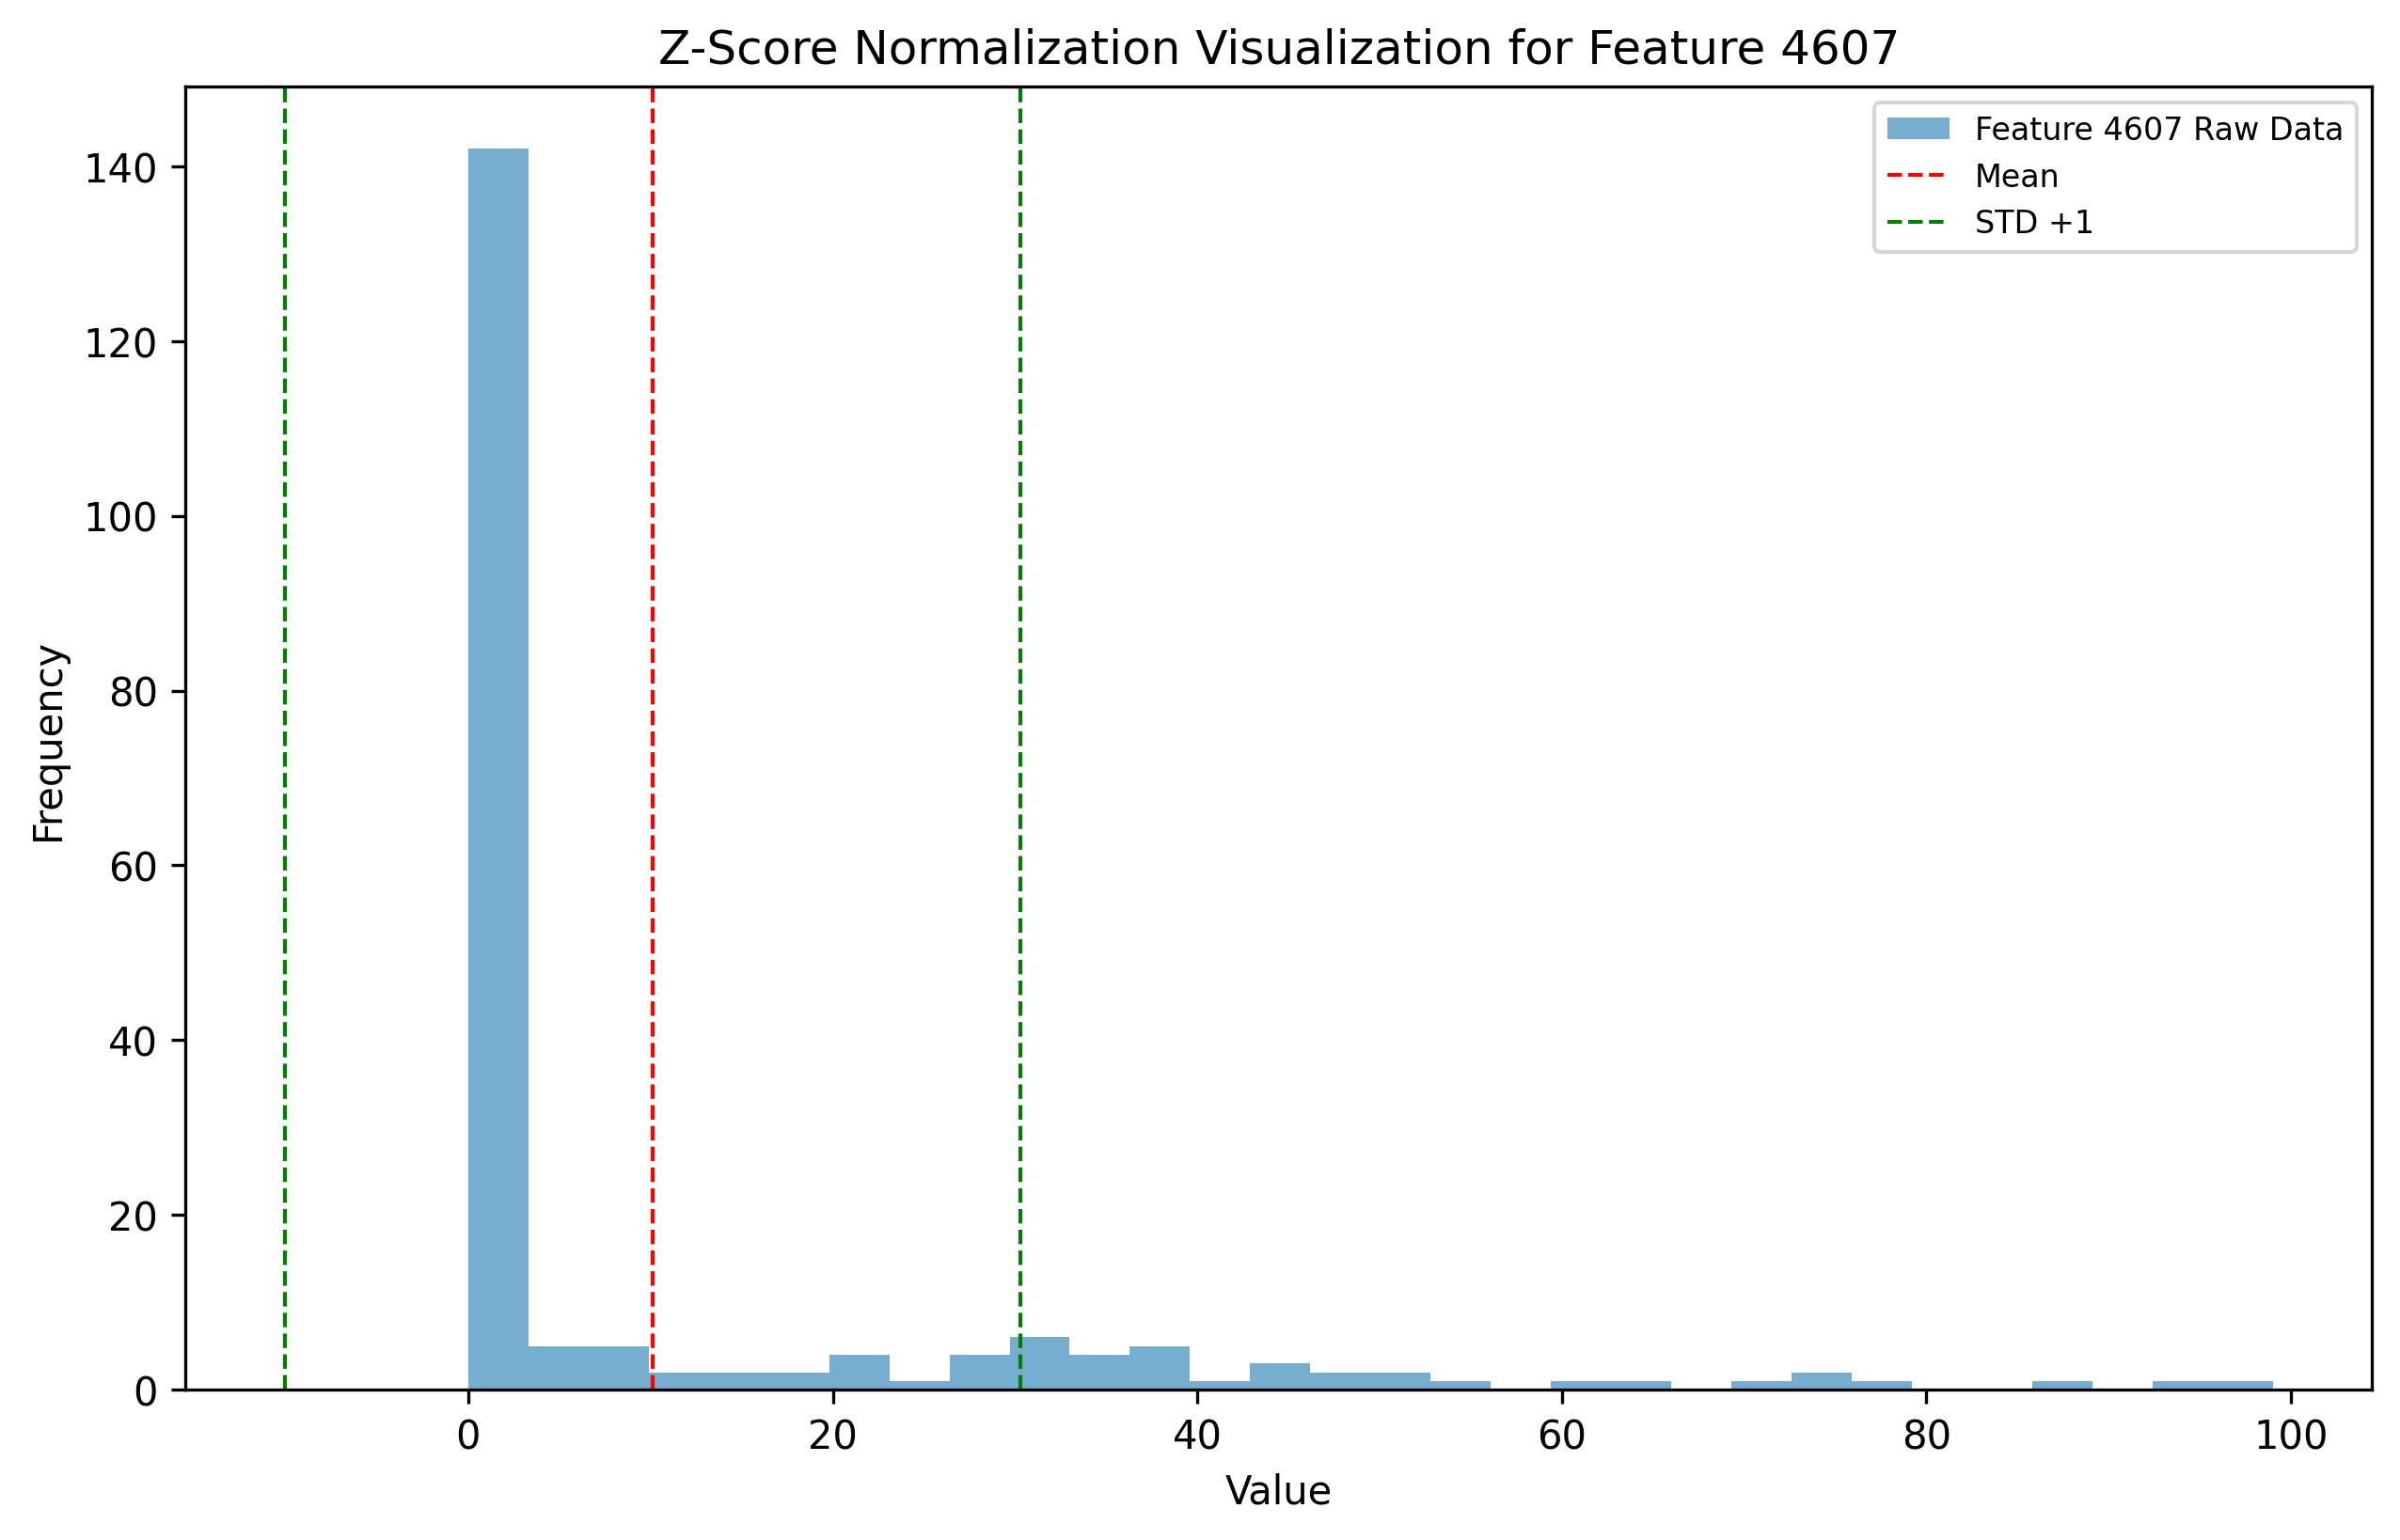 Z-Score Normalization Visualization for Feature 4607
Feature 4607 Raw Data
Mean
STD +1
140
120
100
80
60
40
20
0
Frequency
0 20 40 60 80 100
Value